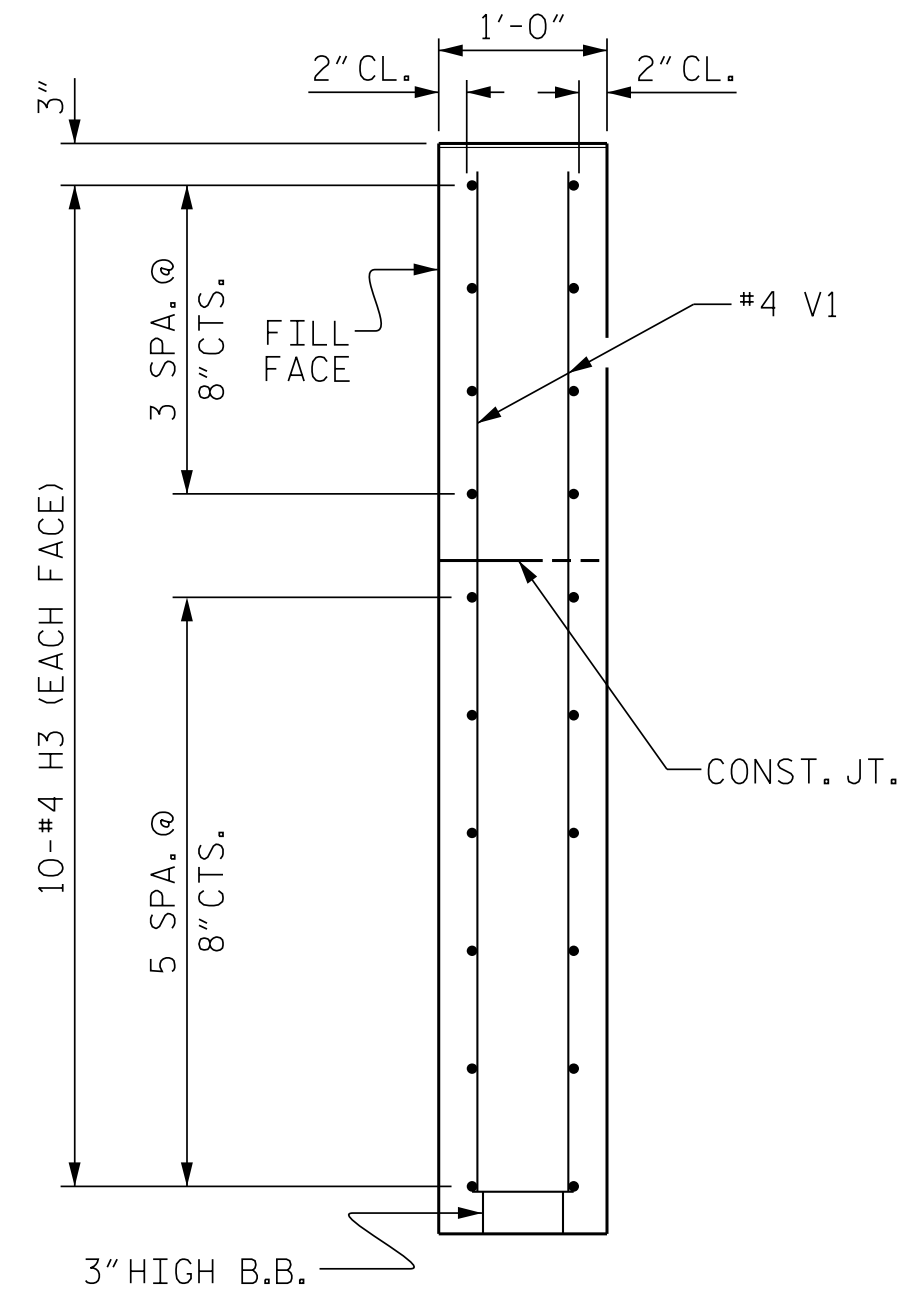 1'-0"
2" CL.
2" CL.
3"
3 SPA. @
8" CTS.
#4 V1
FILL
FACE
10-#4 H3 (EACH FACE)
CONST. JT.
5 SPA. @
8" CTS.
3" HIGH B.B.